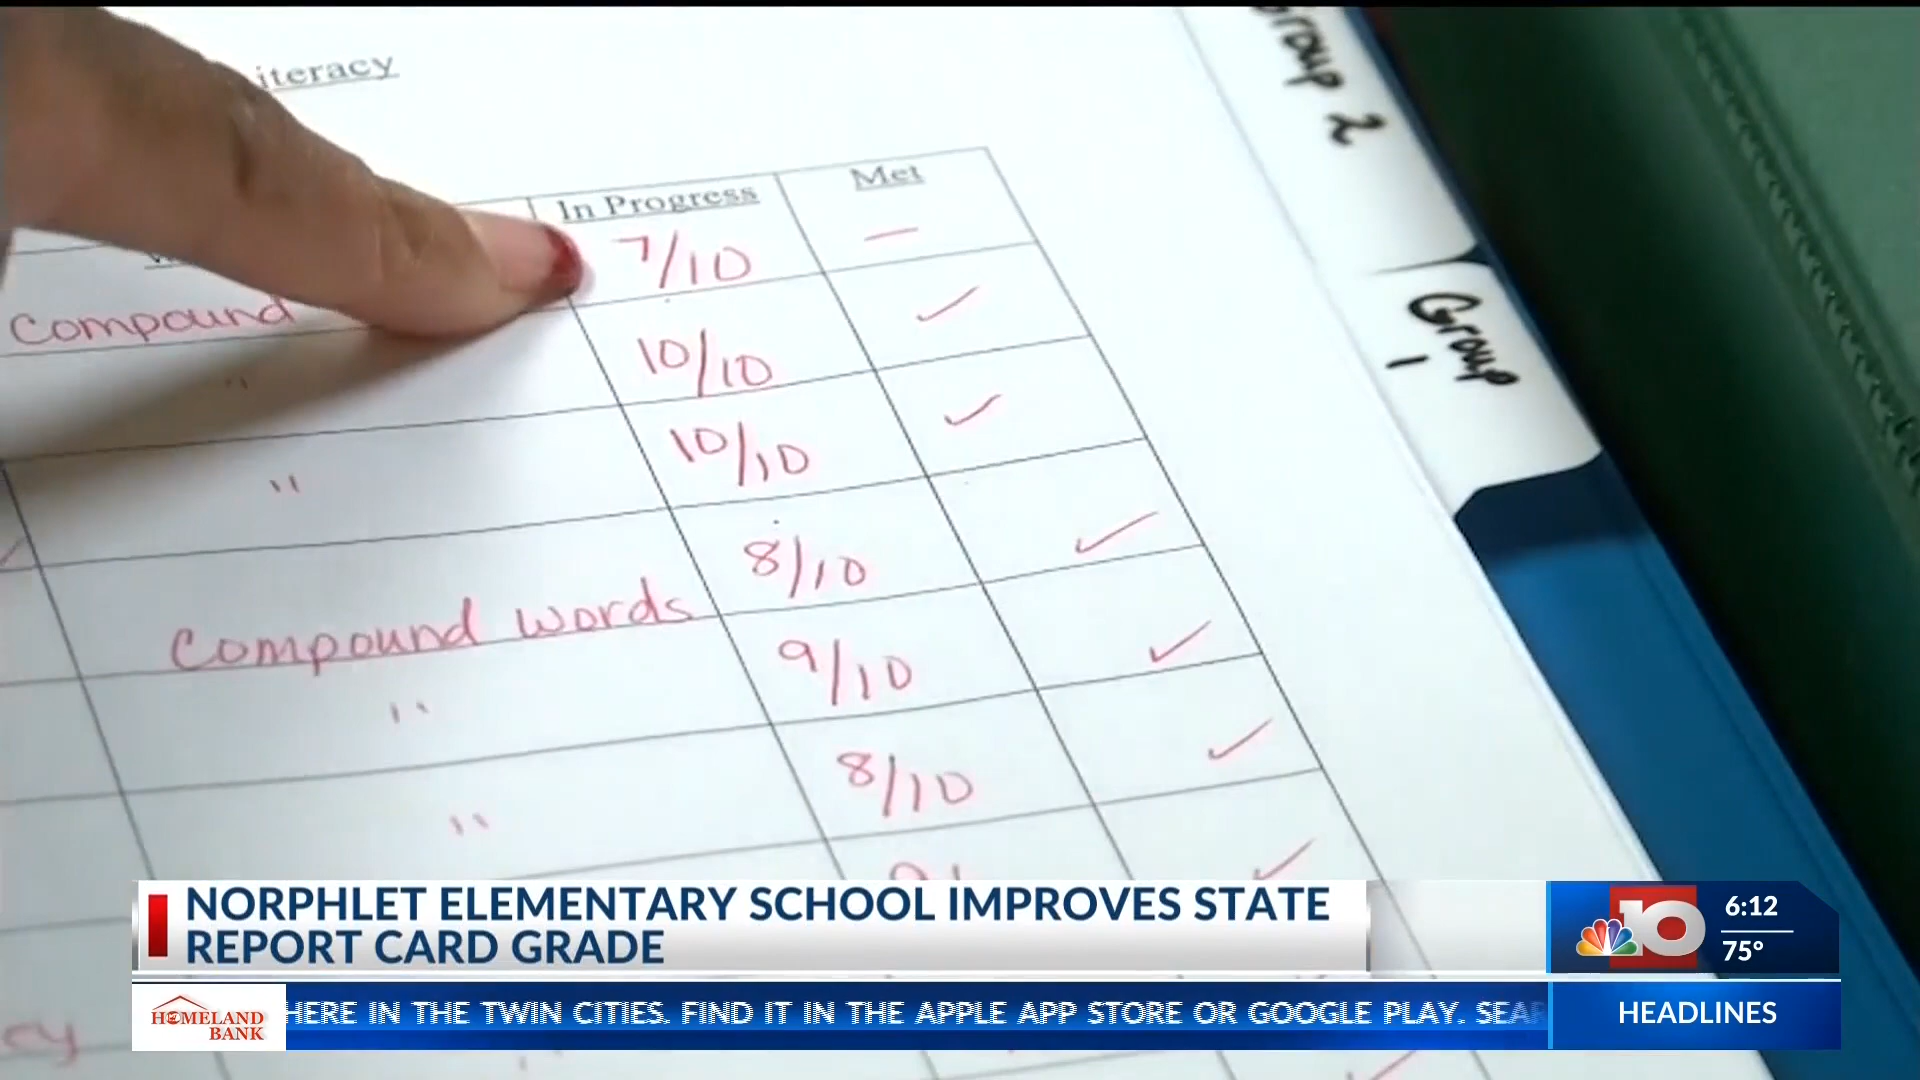 iteracy
In Progress
Met
7/10
—
Compound
10/10 ✓
"
10/10 ✓
"
8/10 ✓
Compound words
9/10 ✓
"
8/10 ✓
"
Group 2
Group 1
NORPHLET ELEMENTARY SCHOOL IMPROVES STATE
REPORT CARD GRADE
10
6:12
75°
HOMELAND
BANK
HERE IN THE TWIN CITIES. FIND IT IN THE APPLE APP STORE OR GOOGLE PLAY. SEAR
HEADLINES
cy